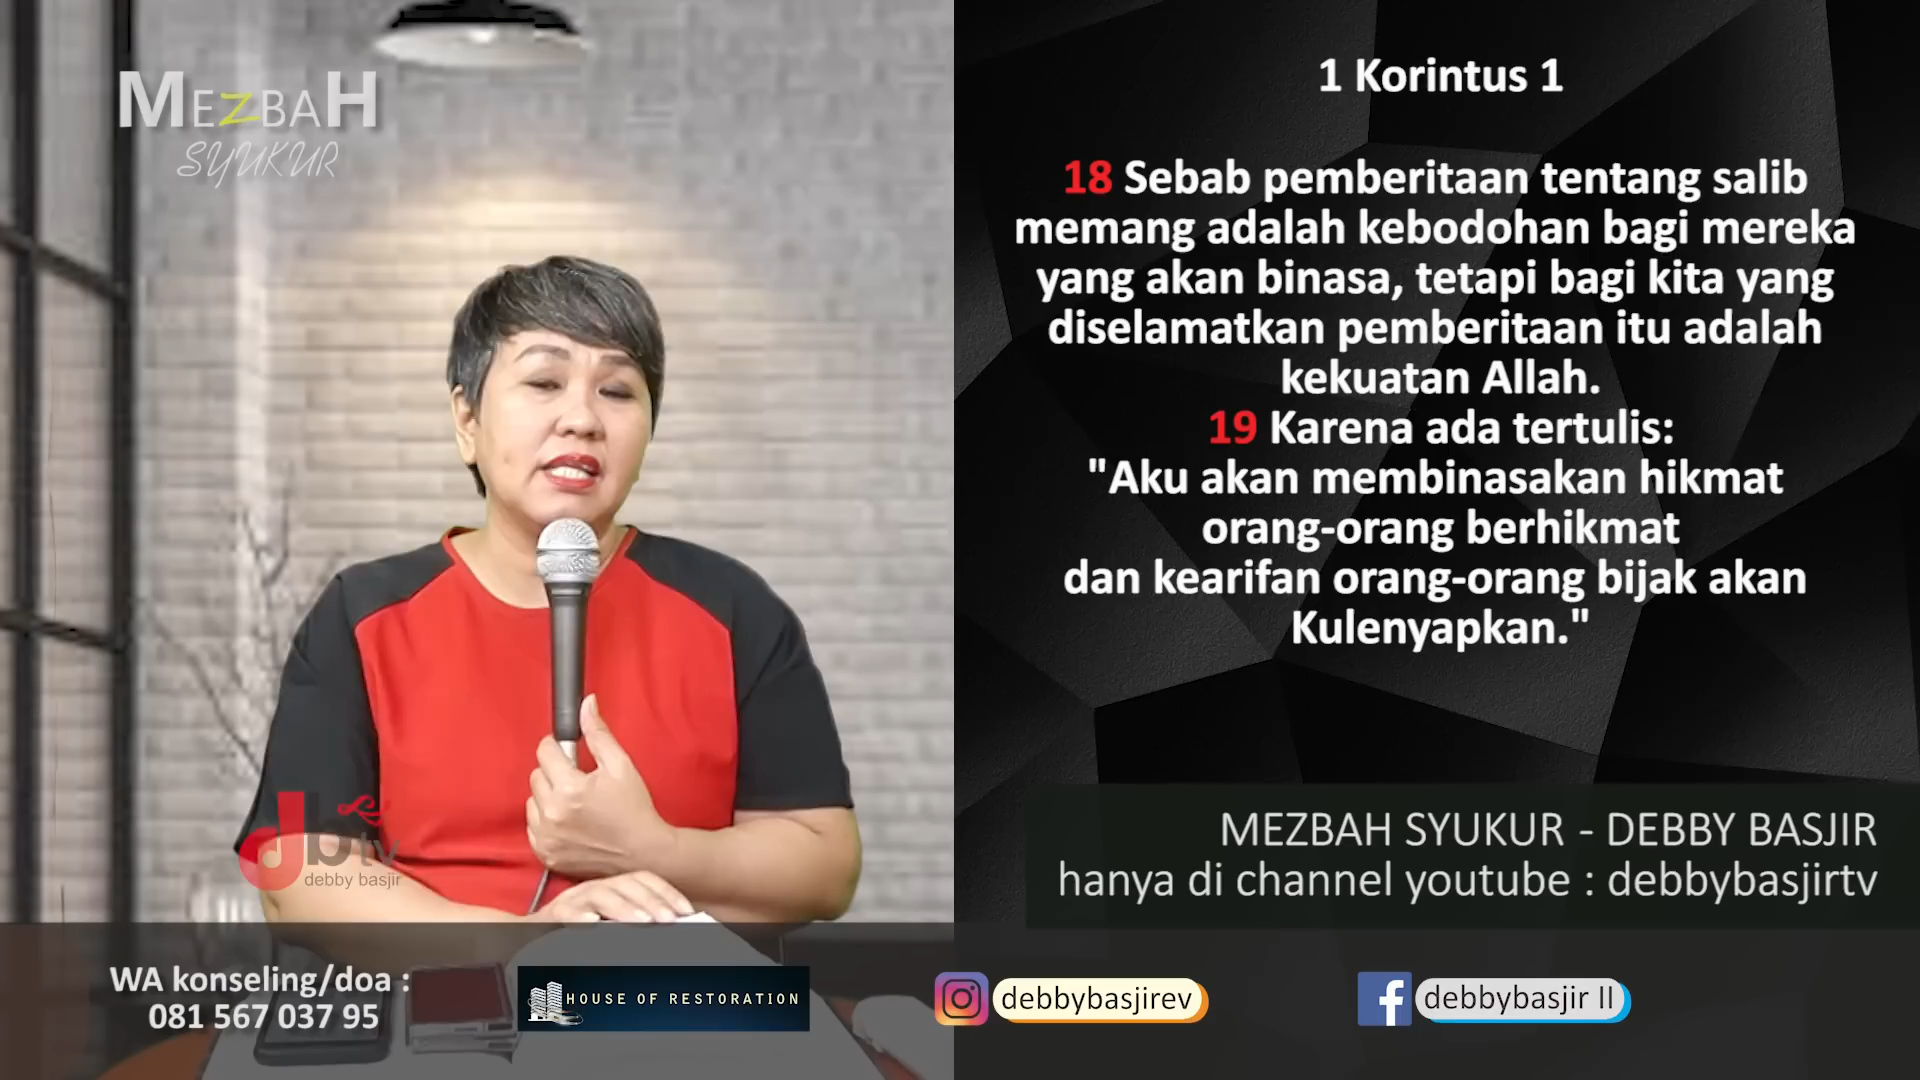 MEZBAH
SYUKUR
1 Korintus 1
18 Sebab pemberitaan tentang salib
memang adalah kebodohan bagi mereka
yang akan binasa, tetapi bagi kita yang
diselamatkan pemberitaan itu adalah
kekuatan Allah.
19 Karena ada tertulis:
"Aku akan membinasakan hikmat
orang-orang berhikmat
dan kearifan orang-orang bijak akan
Kulenyapkan."
MEZBAH SYUKUR - DEBBY BASJIR
hanya di channel youtube : debbybasjirtv
dbtv
debby basjir
WA konseling/doa :
081 567 037 95
HOUSE OF RESTORATION
debbybasjirev
debbybasjir II